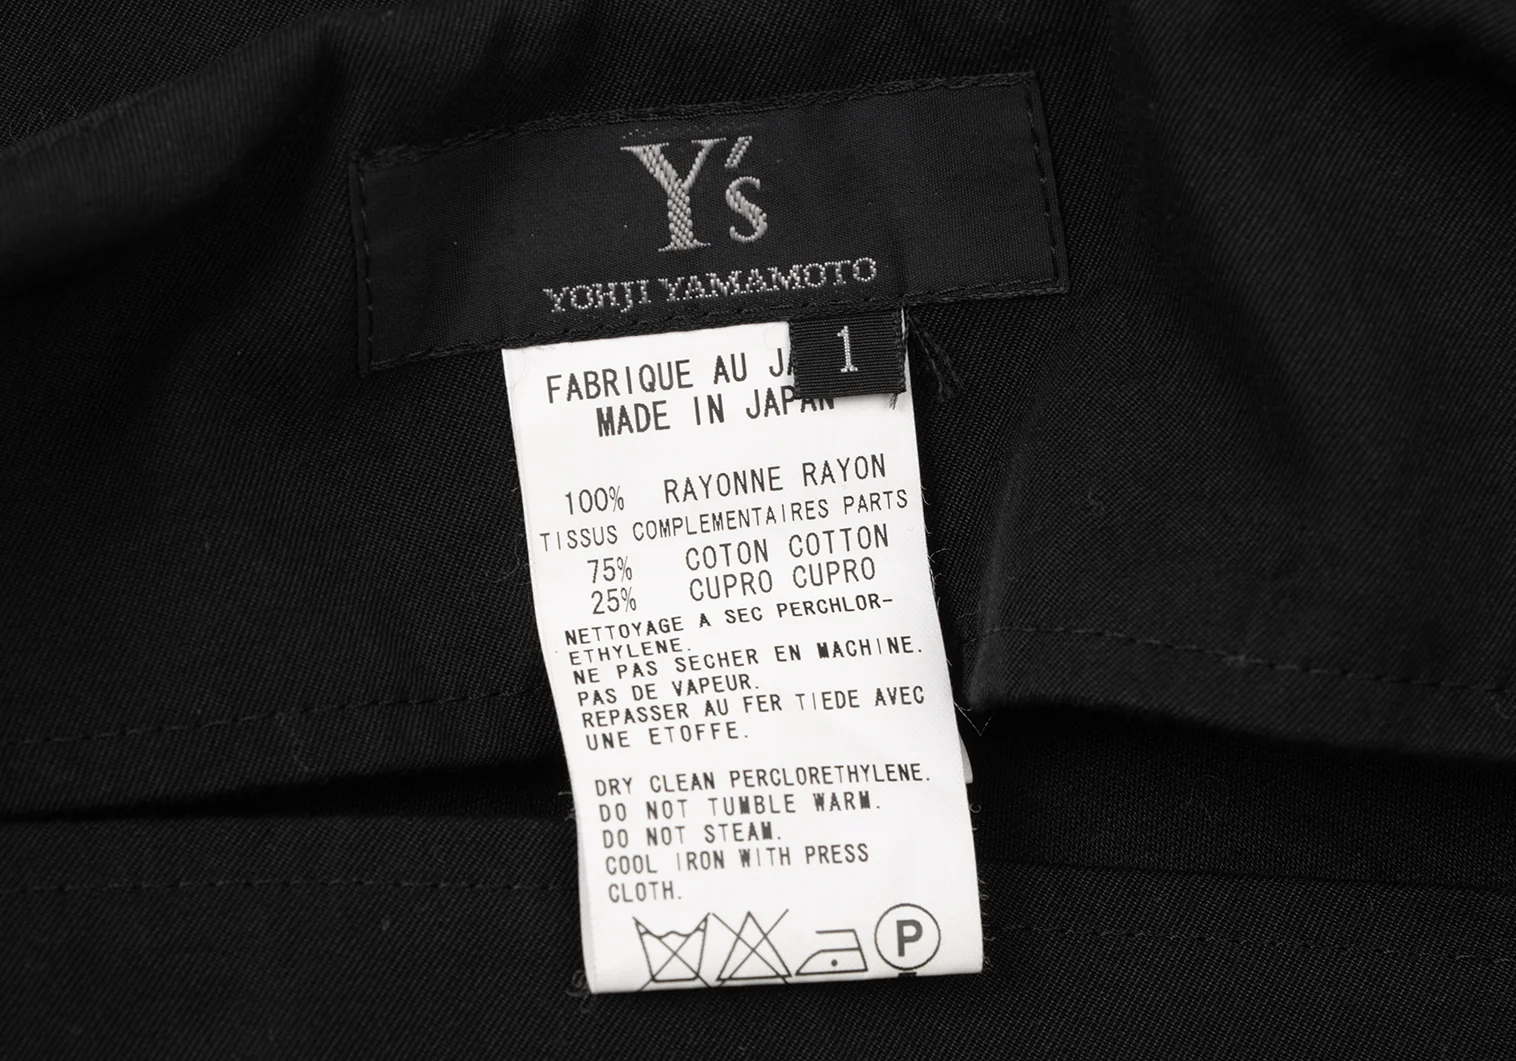 Y's
YOHJI YAMAMOTO
1
FABRIQUE AU
MADE IN JAPAN
100% RAYONNE RAYON
TISSUS COMPLEMENTAIRES PARTS
75% COTON COTTON
25% CUPRO CUPRO
NETTOYAGE A SEC PERCHLOR-
ETHYLENE.
NE PAS SECHER EN MACHINE.
PAS DE VAPEUR.
REPASSER AU FER TIEDE AVEC
UNE ETOFFE.
DRY CLEAN PERCLORETHYLENE.
DO NOT TUMBLE WARM.
DO NOT STEAM.
COOL IRON WITH PRESS
CLOTH.
P